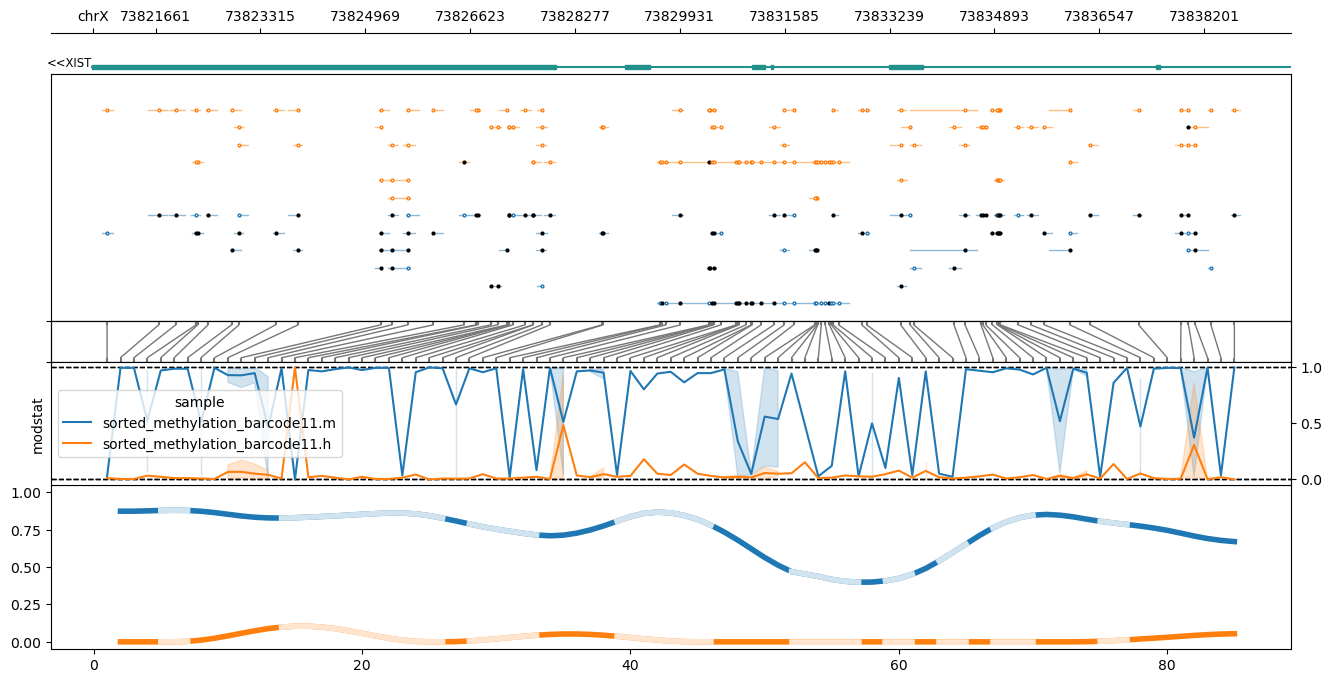 chrX 73821661 73823315 73824969 73826623 73828277 73829931 73831585 73833239 73834893 73836547 73838201
<<XIST
modstat
1.0
0.5
0.0
sample
sorted_methylation_barcode11.m
sorted_methylation_barcode11.h
1.00
0.75
0.50
0.25
0.00
0 20 40 60 80